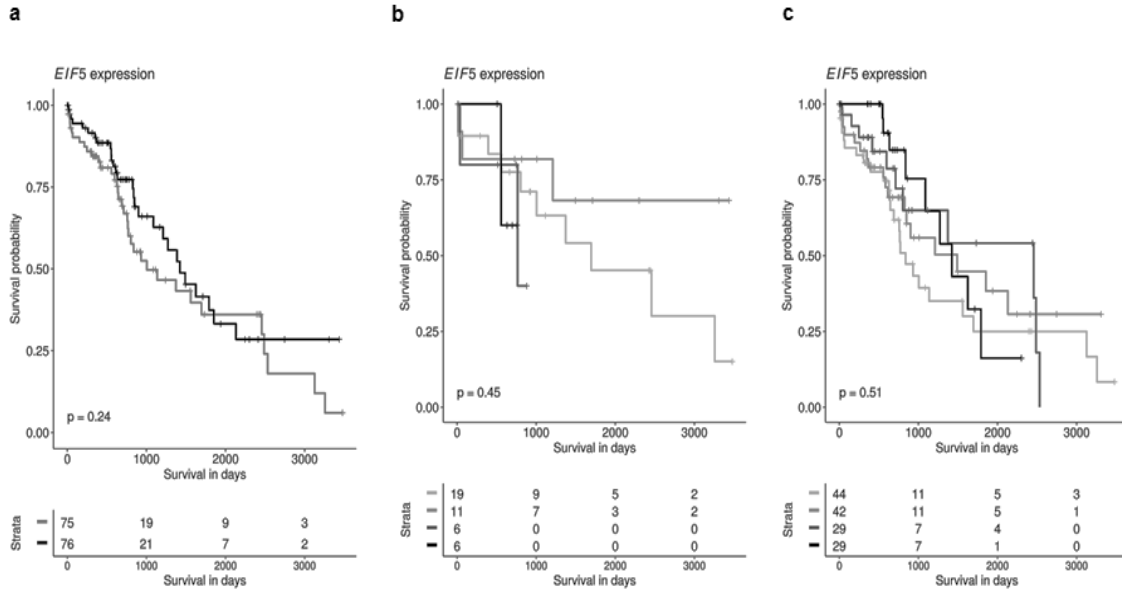 a
EIF5 expression
1.00
0.75
0.50
0.25
0.00
Survival probability
p = 0.24
0 1000 2000 3000
Survival in days
Strata
75 19 9 3
76 21 7 2
0 1000 2000 3000
Survival in days
b
EIF5 expression
1.00
0.75
0.50
0.25
0.00
Survival probability
p = 0.45
0 1000 2000 3000
Survival in days
Strata
19 9 5 2
11 7 3 2
6 0 0 0
6 0 0 0
0 1000 2000 3000
Survival in days
c
EIF5 expression
1.00
0.75
0.50
0.25
0.00
Survival probability
p = 0.51
0 1000 2000 3000
Survival in days
Strata
44 11 5 3
42 11 5 1
29 7 4 0
29 7 1 0
0 1000 2000 3000
Survival in days